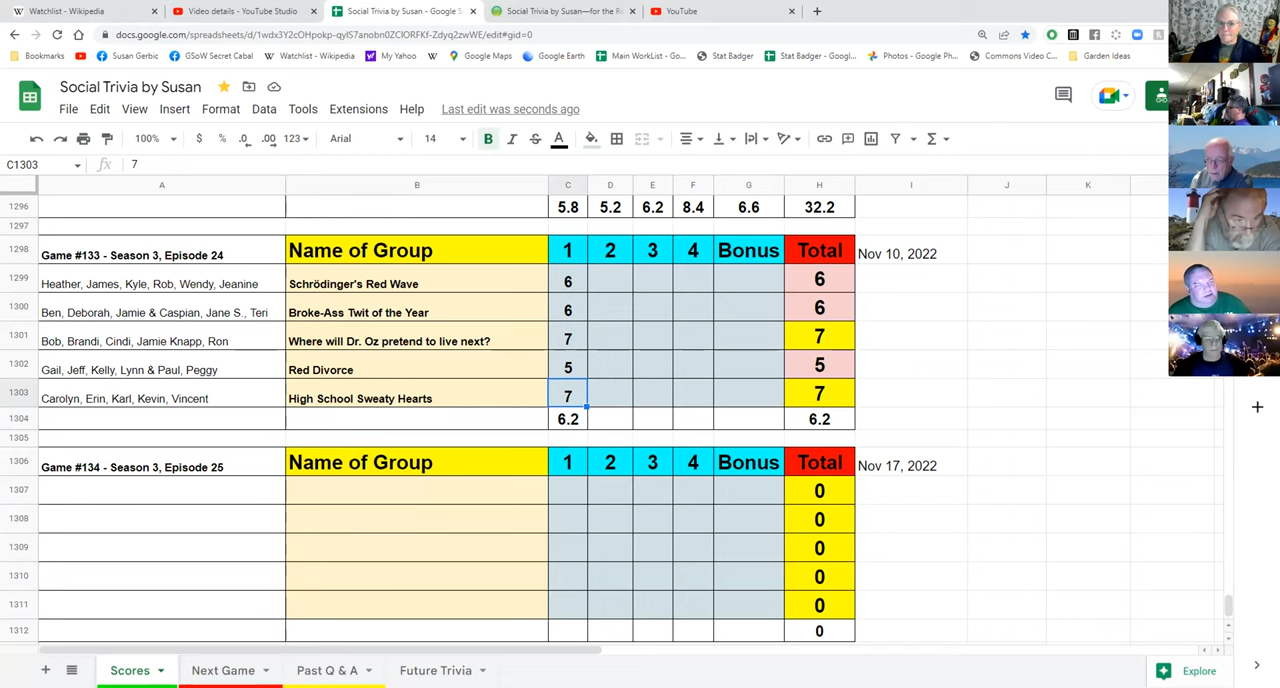 Watchlist - Wikipedia
Video details - YouTube Studio
Social Trivia by Susan - Google S
Social Trivia by Susan—for the R
YouTube
docs.google.com/spreadsheets/d/1wdx3Y2cOHpokp-qyIS7anobn0ZCIORFKf-Zdyq2zwWE/edit#gid=0
Bookmarks Susan Gerbic GSoW Secret Cabal Watchlist - Wikipedia My Yahoo Google Maps Google Earth Main WorkList - Go... Stat Badger Stat Badger - Googl... Photos - Google Ph... Commons Video C... Garden Ideas
Social Trivia by Susan
File Edit View Insert Format Data Tools Extensions Help Last edit was seconds ago
100% $ % .0 .00 123 Arial 14 B I S A
C1303 fx 7
A B C D E F G H I J K
1296 5.8 5.2 6.2 8.4 6.6 32.2
1297
1298 Game #133 - Season 3, Episode 24 Name of Group 1 2 3 4 Bonus Total Nov 10, 2022
1299 Heather, James, Kyle, Rob, Wendy, Jeanine Schrödinger's Red Wave 6 6
1300 Ben, Deborah, Jamie & Caspian, Jane S., Teri Broke-Ass Twit of the Year 6 6
1301 Bob, Brandi, Cindi, Jamie Knapp, Ron Where will Dr. Oz pretend to live next? 7 7
1302 Gail, Jeff, Kelly, Lynn & Paul, Peggy Red Divorce 5 5
1303 Carolyn, Erin, Karl, Kevin, Vincent High School Sweaty Hearts 7 7
1304 6.2 6.2
1305
1306 Game #134 - Season 3, Episode 25 Name of Group 1 2 3 4 Bonus Total Nov 17, 2022
1307 0
1308 0
1309 0
1310 0
1311 0
1312 0
Scores Next Game Past Q & A Future Trivia Explore